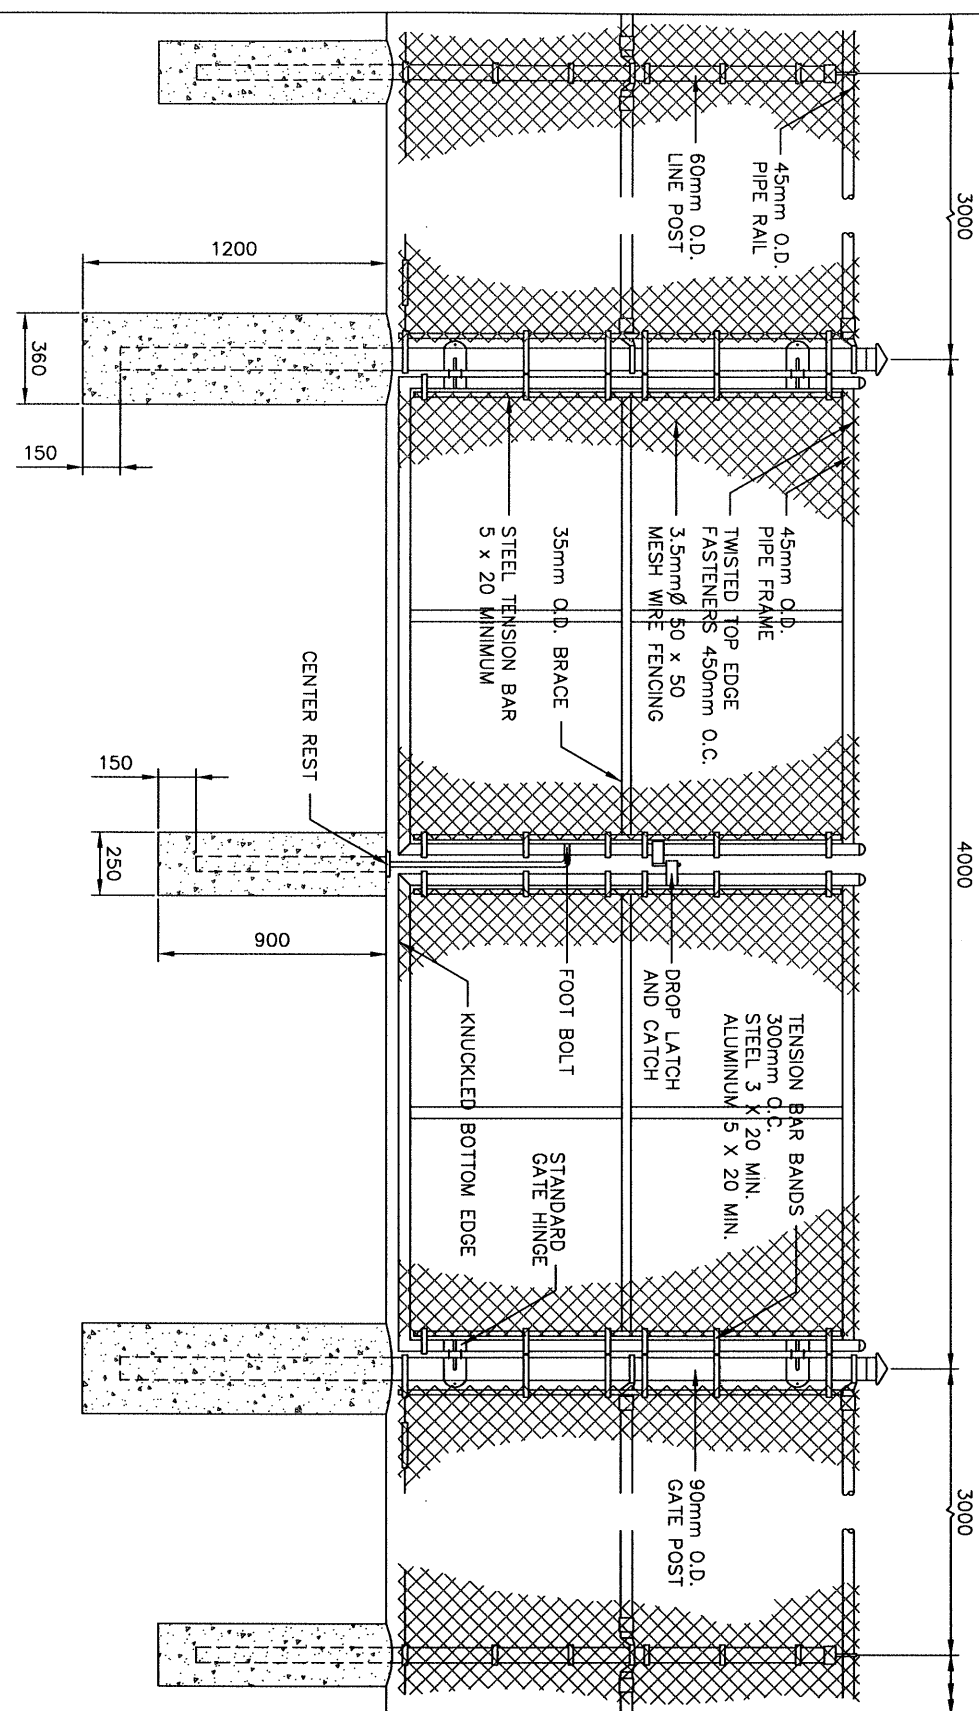 3000
4000
3000
45mm O.D.
PIPE RAIL
60mm O.D.
LINE POST
45mm O.D.
PIPE FRAME
TWISTED TOP EDGE
FASTENERS 450mm O.C.
3.5mmØ 50 x 50
MESH WIRE FENCING
35mm O.D. BRACE
STEEL TENSION BAR
5 x 20 MINIMUM
CENTER REST
DROP LATCH
AND CATCH
FOOT BOLT
KNUCKLED BOTTOM EDGE
TENSION BAR BANDS
300mm O.C.
STEEL 3 X 20 MIN.
ALUMINUM 5 X 20 MIN.
STANDARD
GATE HINGE
90mm O.D.
GATE POST
1200
360
150
150
250
900